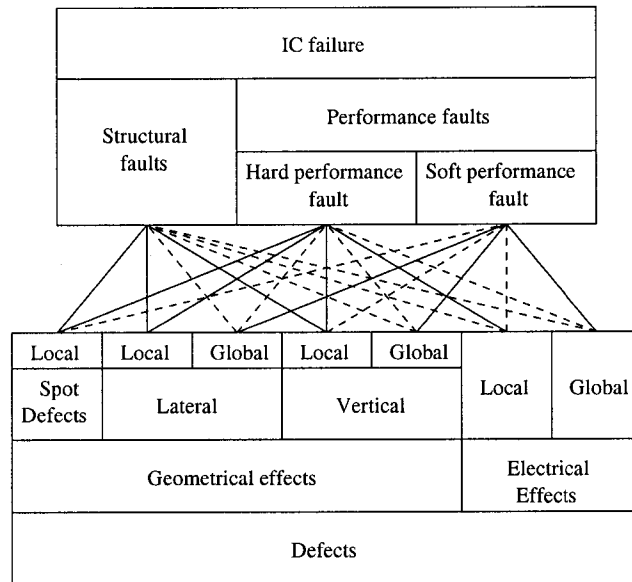 IC failure
Structural
faults
Performance faults
Hard performance
fault
Soft performance
fault
Local
Local
Global
Local
Global
Spot
Defects
Lateral
Vertical
Local
Global
Geometrical effects
Electrical
Effects
Defects